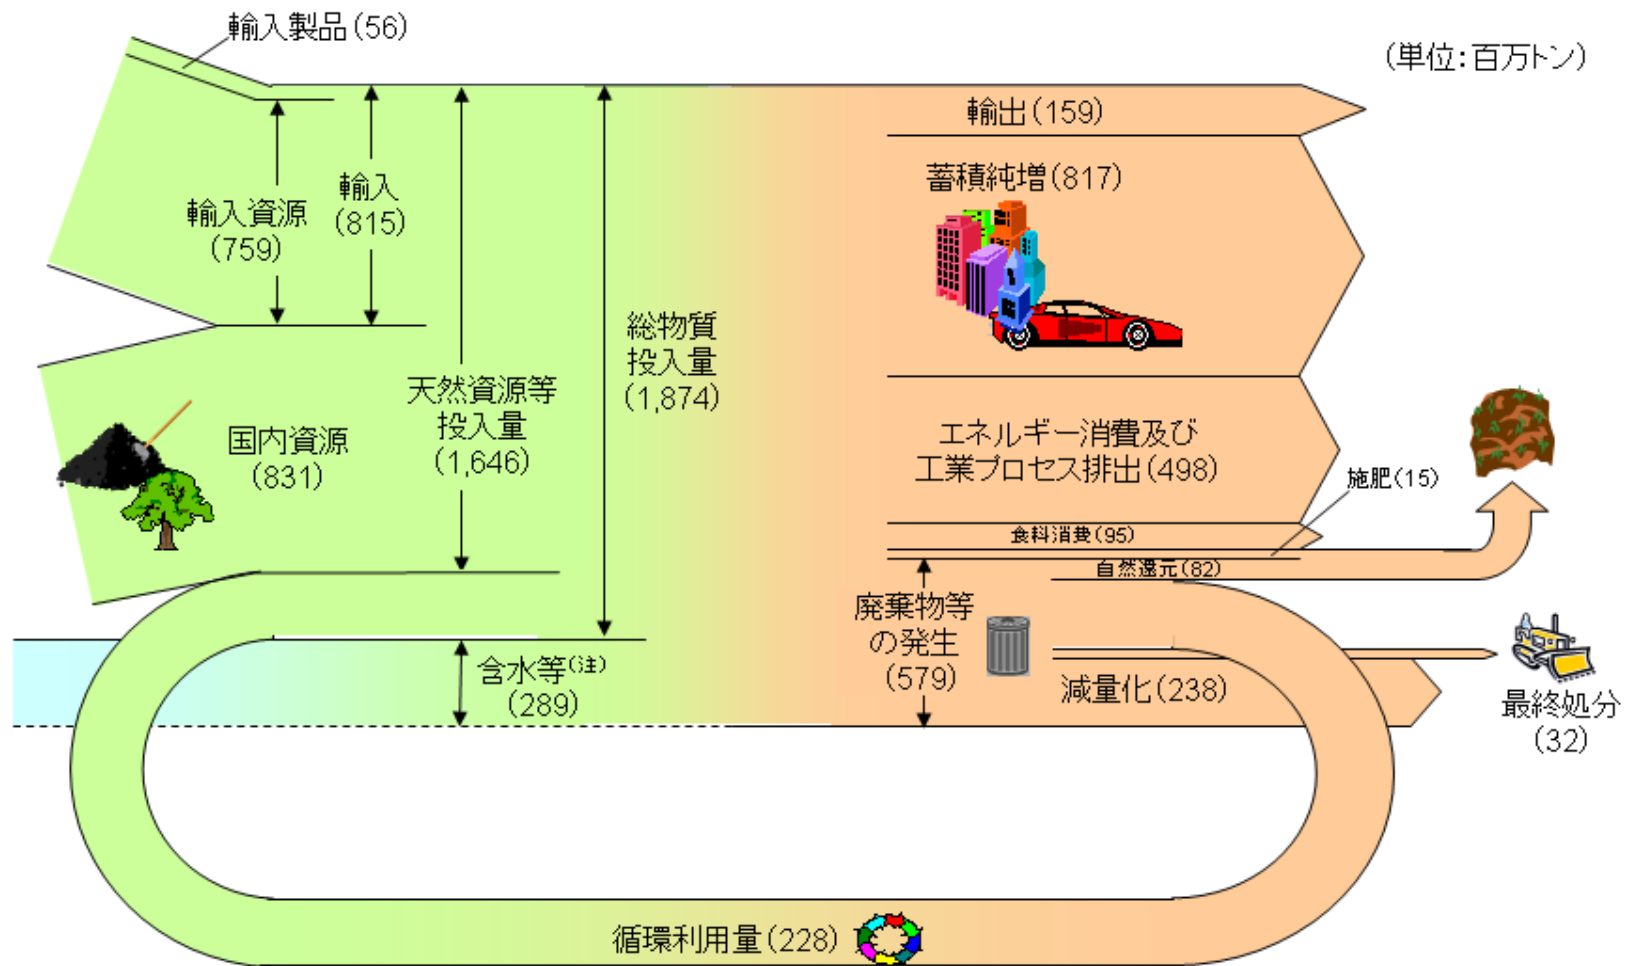 輸入製品(56)
(単位:百万トン)
輸出(159)
蓄積純増(817)
輸入
(815)
輸入資源
(759)
総物質
投入量
(1,874)
天然資源等
投入量
(1,646)
国内資源
(831)
エネルギー消費及び
工業プロセス排出(498)
施肥(15)
食料消費(95)
自然還元(82)
廃棄物等
の発生
(579)
含水等(注)
(289)
減量化(238)
最終処分
(32)
循環利用量(228)